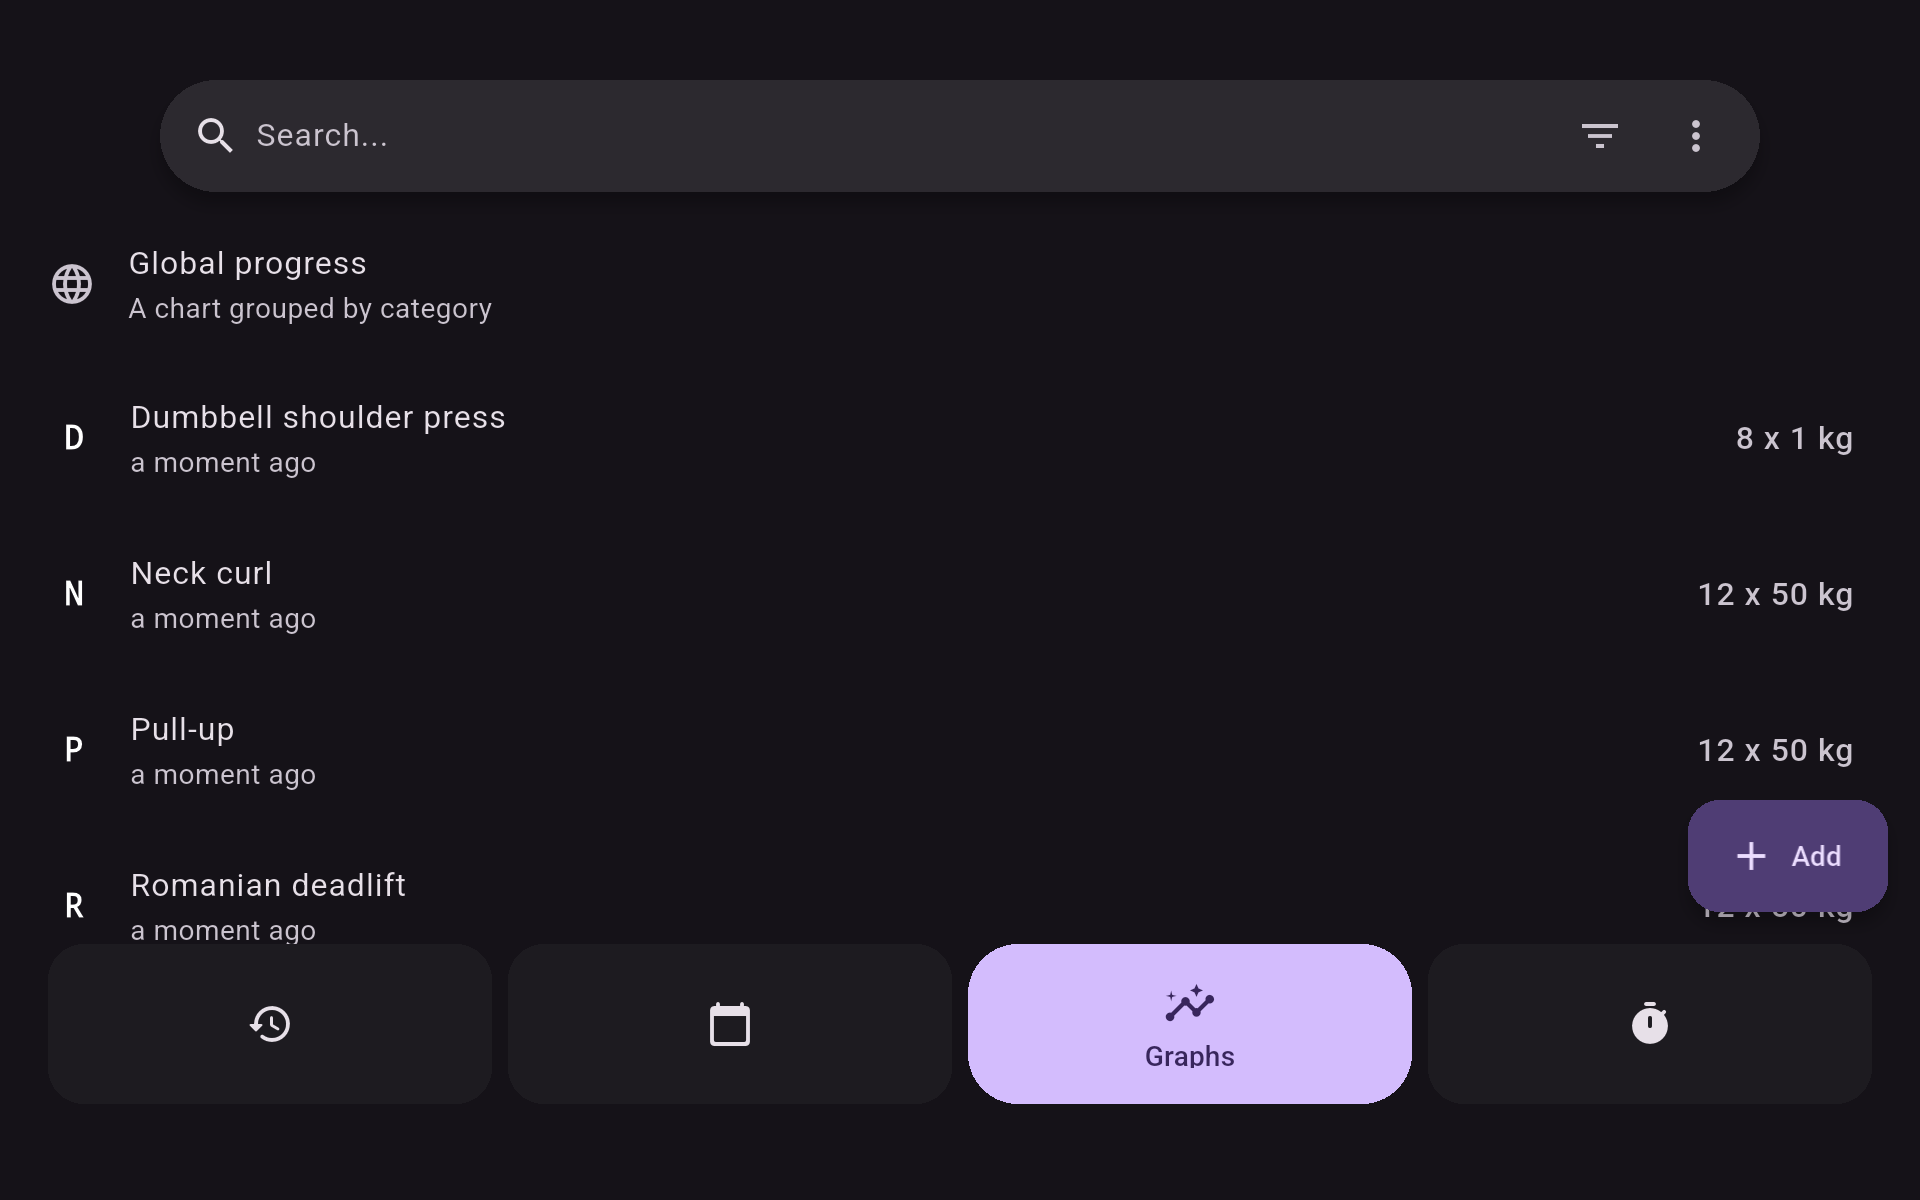 Search...
Global progress
A chart grouped by category
D
Dumbbell shoulder press
a moment ago
8 x 1 kg
N
Neck curl
a moment ago
12 x 50 kg
P
Pull-up
a moment ago
12 x 50 kg
R
Romanian deadlift
a moment ago
Add
Graphs